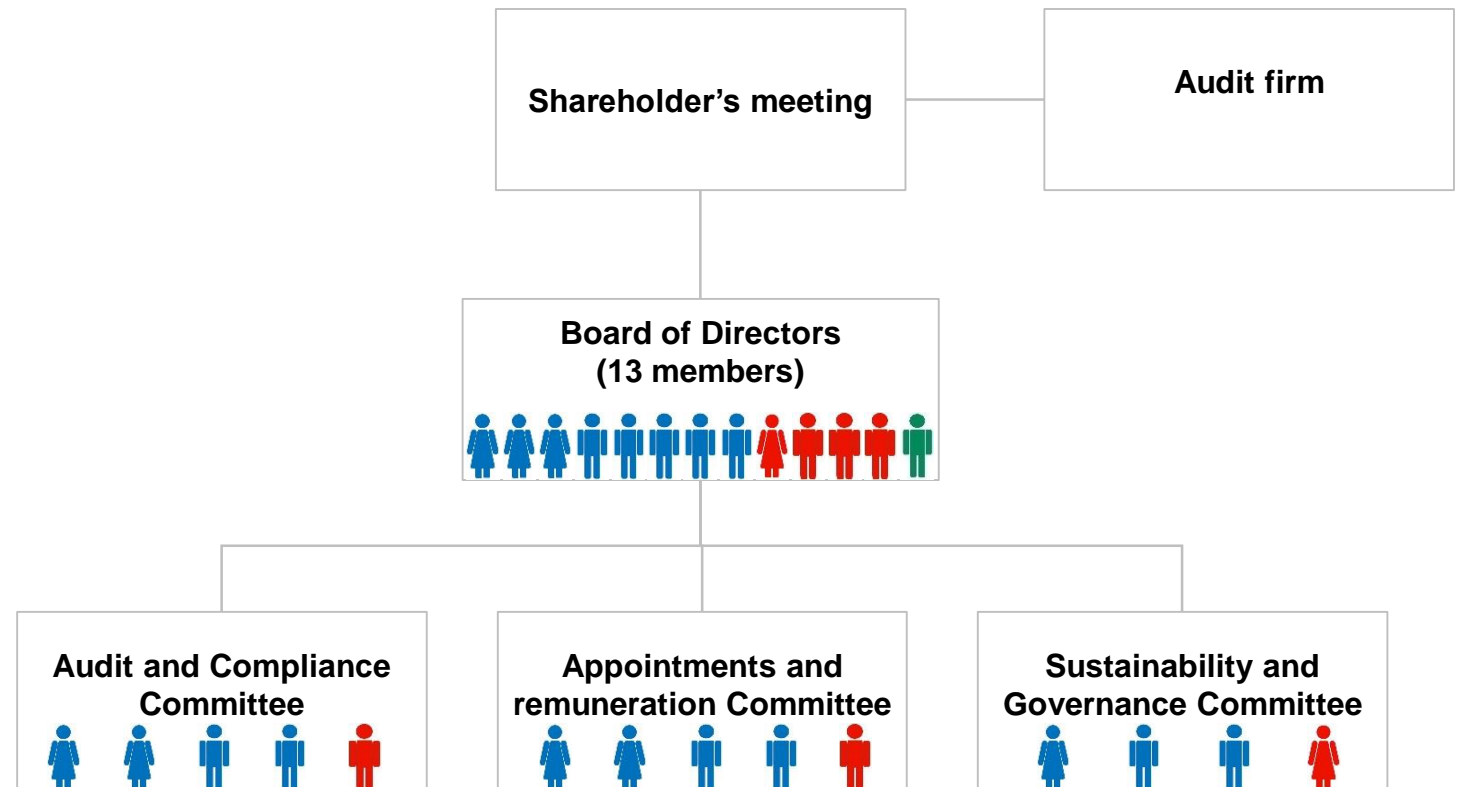 Shareholder’s meeting
Audit firm
Board of Directors
(13 members)
Audit and Compliance
Committee
Appointments and
remuneration Committee
Sustainability and
Governance Committee